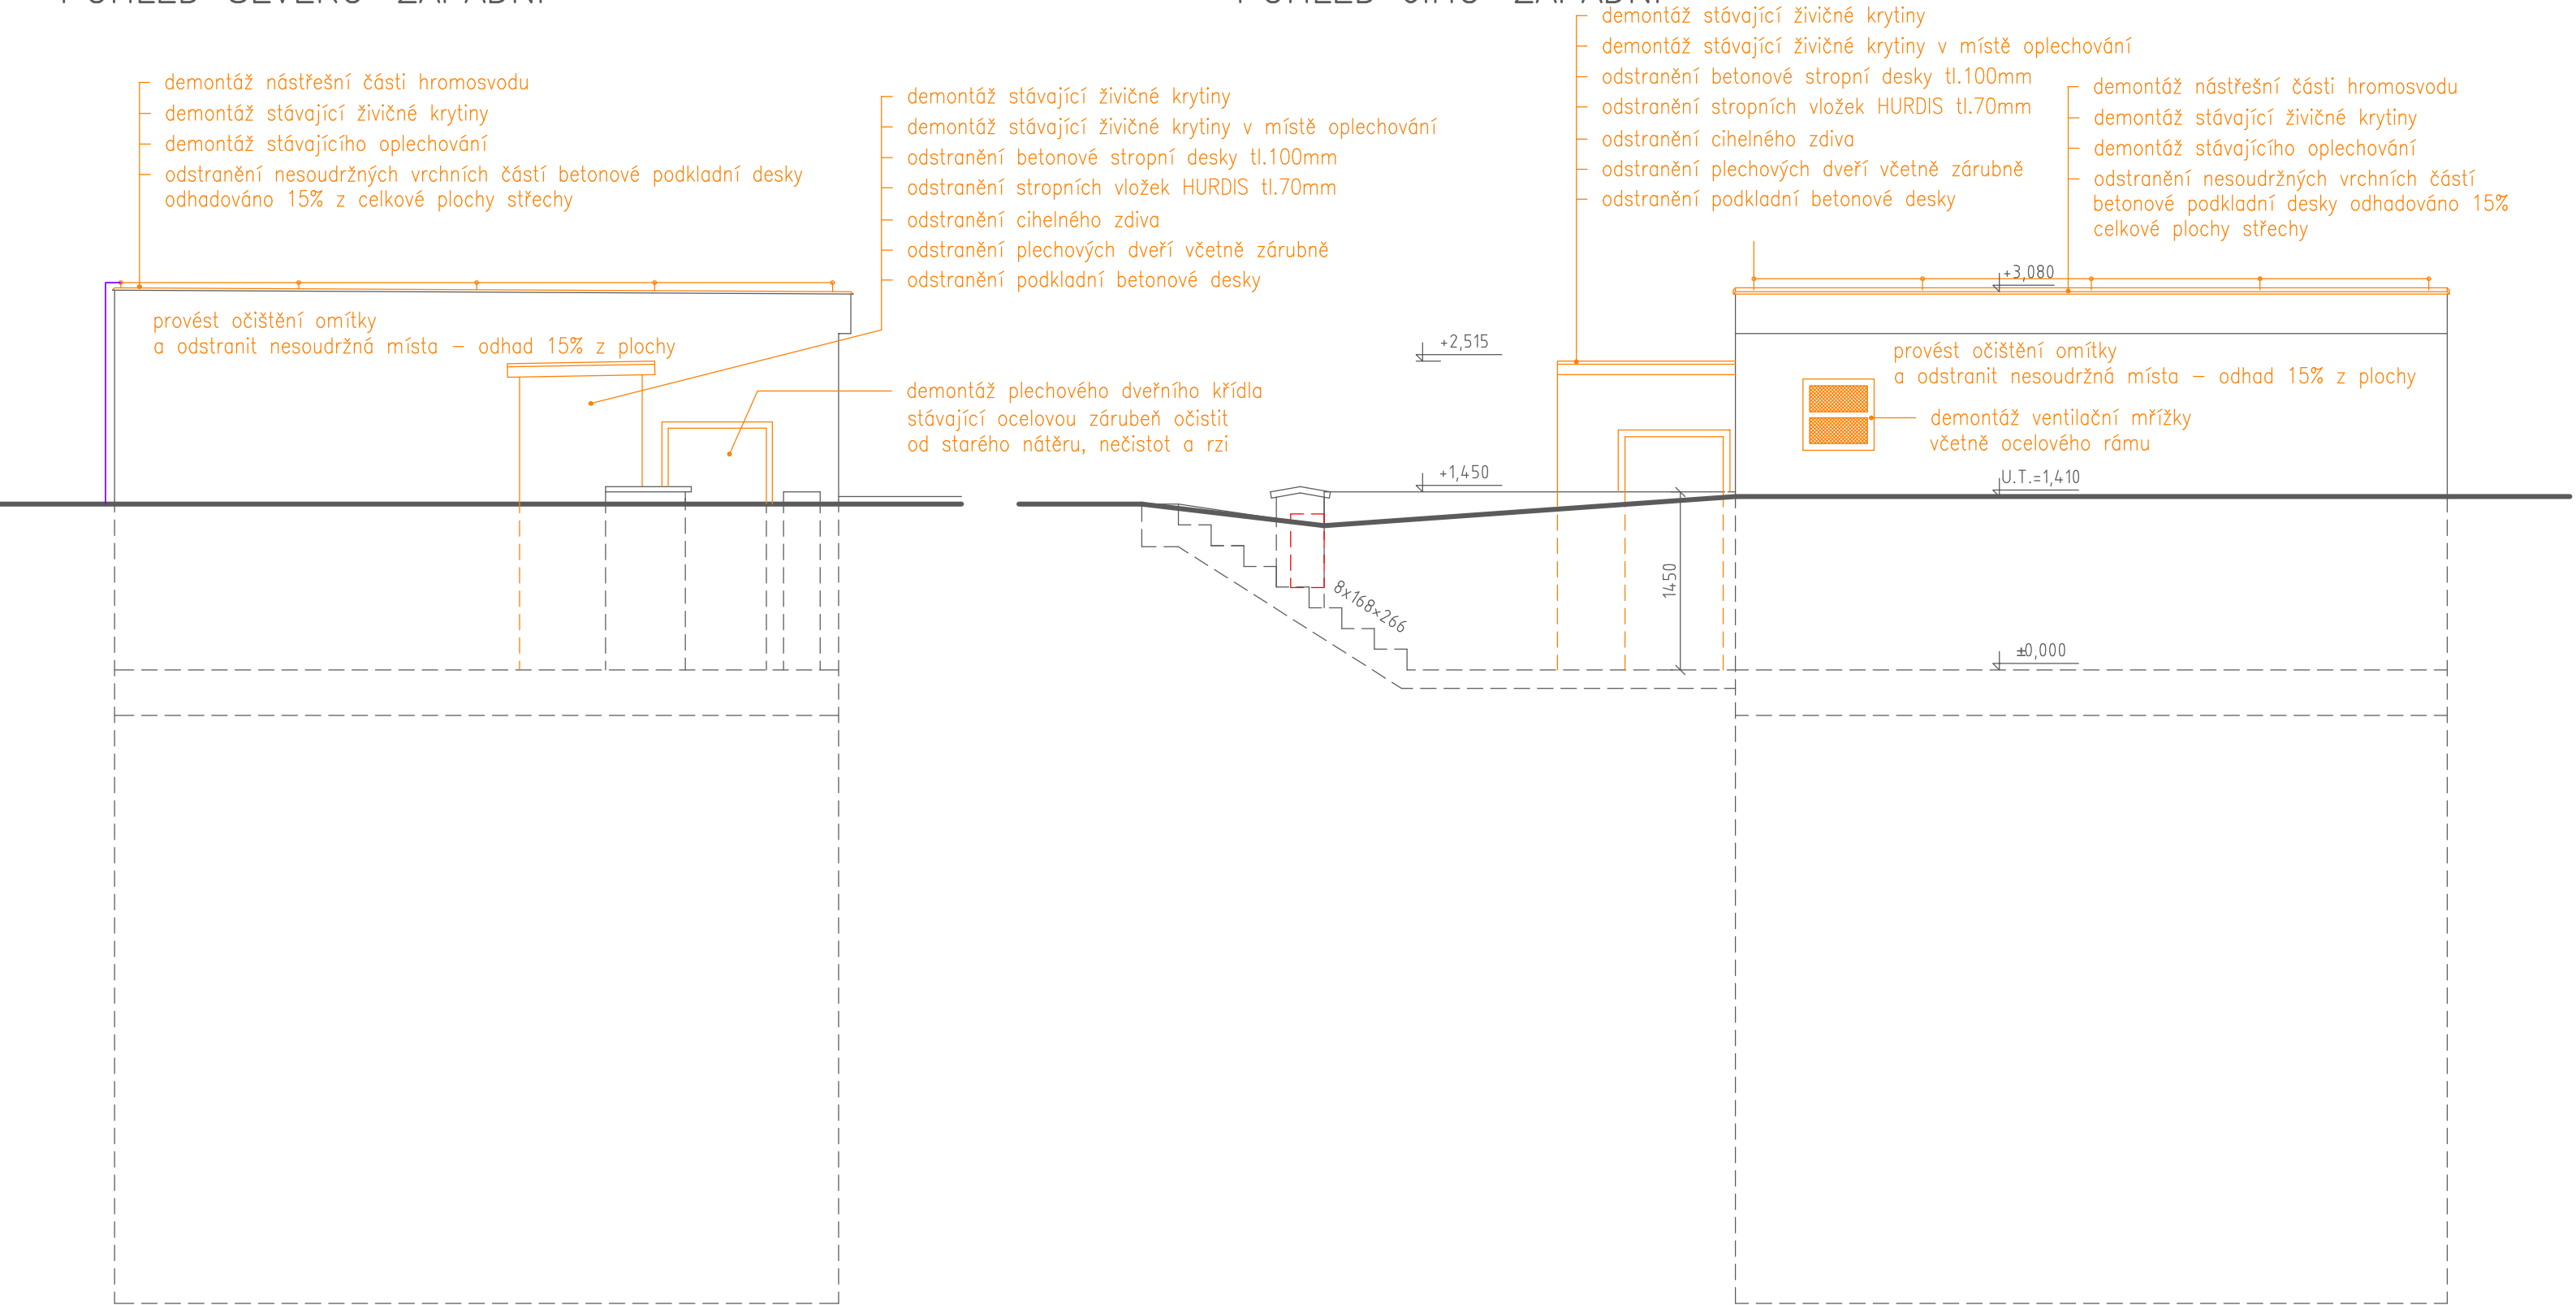 POHLED SEVERO ZÁPADNÍ
demontáž nástřešní části hromosvodu
demontáž stávající živičné krytiny
demontáž stávajícího oplechování
odstranění nesoudržných vrchních částí betonové podkladní desky
odhadováno 15% z celkové plochy střechy
demontáž stávající živičné krytiny
demontáž stávající živičné krytiny v místě oplechování
odstranění betonové stropní desky tl.100mm
odstranění stropních vložek HURDIS tl.70mm
odstranění cihelného zdiva
odstranění plechových dveří včetně zárubně
odstranění podkladní betonové desky
provést očištění omítky
a odstranit nesoudržná místa – odhad 15% z plochy
demontáž plechového dveřního křídla
stávající ocelovou zárubeň očistit
od starého nátěru, nečistot a rzi
POHLED JIHO ZÁPADNÍ
demontáž stávající živičné krytiny
demontáž stávající živičné krytiny v místě oplechování
odstranění betonové stropní desky tl.100mm
odstranění stropních vložek HURDIS tl.70mm
odstranění cihelného zdiva
odstranění plechových dveří včetně zárubně
odstranění podkladní betonové desky
demontáž nástřešní části hromosvodu
demontáž stávající živičné krytiny
demontáž stávajícího oplechování
odstranění nesoudržných vrchních částí
betonové podkladní desky odhadováno 15%
celkové plochy střechy
+3,080
+2,515
provést očištění omítky
a odstranit nesoudržná místa – odhad 15% z plochy
demontáž ventilační mřížky
včetně ocelového rámu
+1,450
U.T.=1,410
1450
8x168x266
±0,000